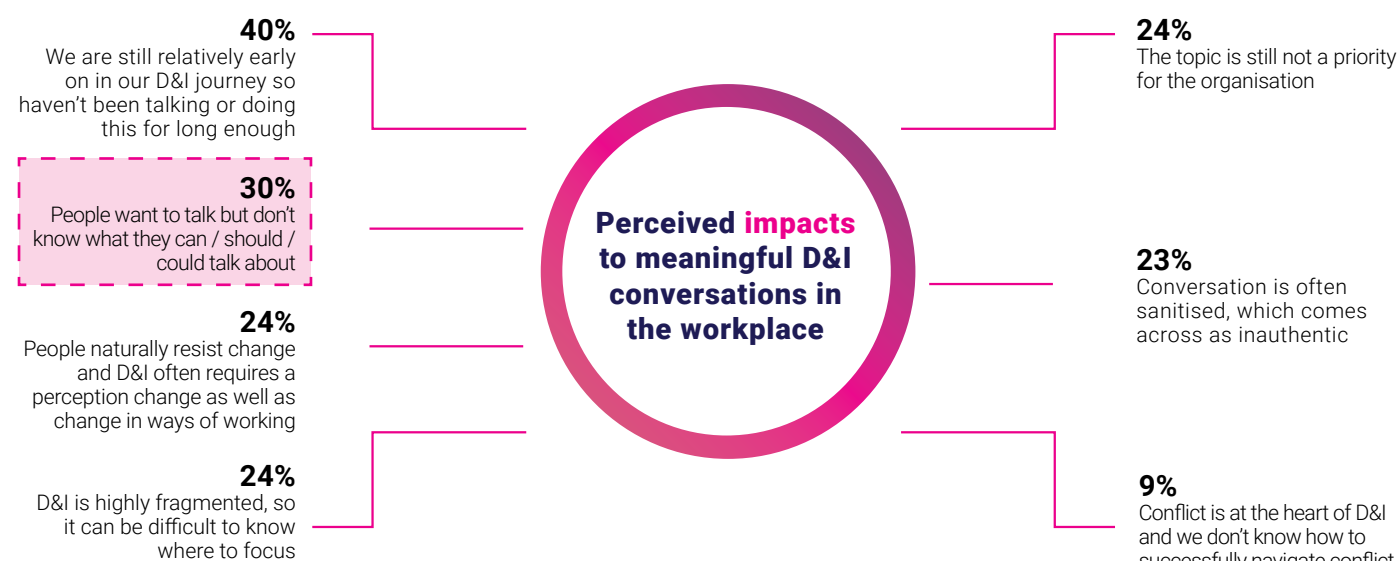 40%
We are still relatively early
on in our D&I journey so
haven't been talking or doing
this for long enough
30%
People want to talk but don't
know what they can / should /
could talk about
24%
People naturally resist change
and D&I often requires a
perception change as well as
change in ways of working
24%
D&I is highly fragmented, so
it can be difficult to know
where to focus
Perceived impacts
to meaningful D&I
conversations in
the workplace
24%
The topic is still not a priority
for the organisation
23%
Conversation is often
sanitised, which comes
across as inauthentic
9%
Conflict is at the heart of D&I
and we don't know how to
successfully navigate conflict